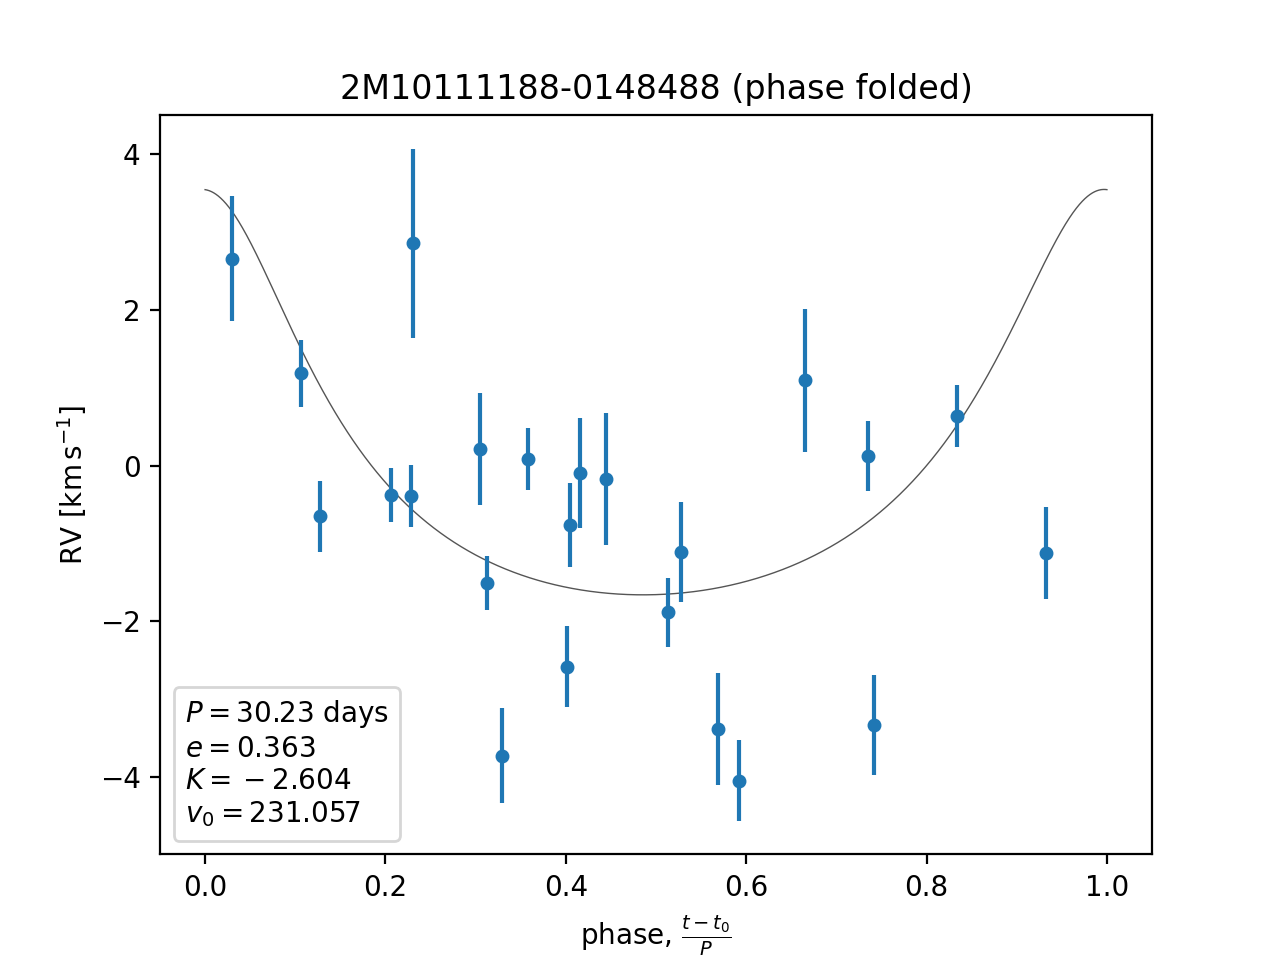 2M10111188-0148488 (phase folded)
4
2
0
−2
−4
RV [km s⁻¹]
P = 30.23 days
e = 0.363
K = −2.604
v₀ = 231.057
0.0 0.2 0.4 0.6 0.8 1.0
phase, (t − t₀)/P